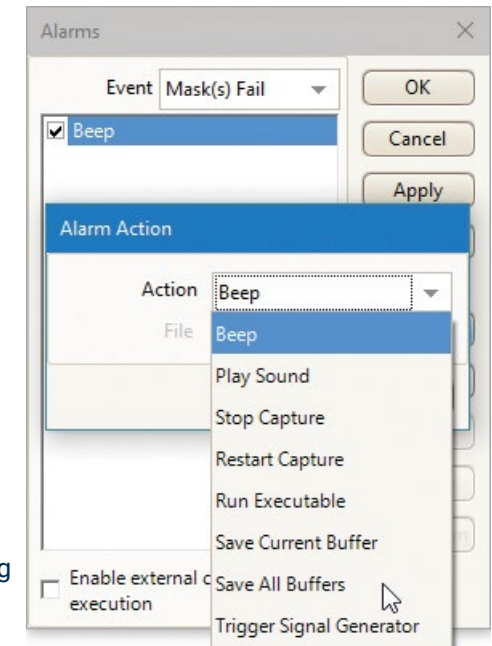 Alarms
Event Mask(s) Fail
OK
Beep
Cancel
Apply
Alarm Action
Action Beep
File
Beep
Play Sound
Stop Capture
Restart Capture
Run Executable
Save Current Buffer
Save All Buffers
Trigger Signal Generator
Enable external
execution